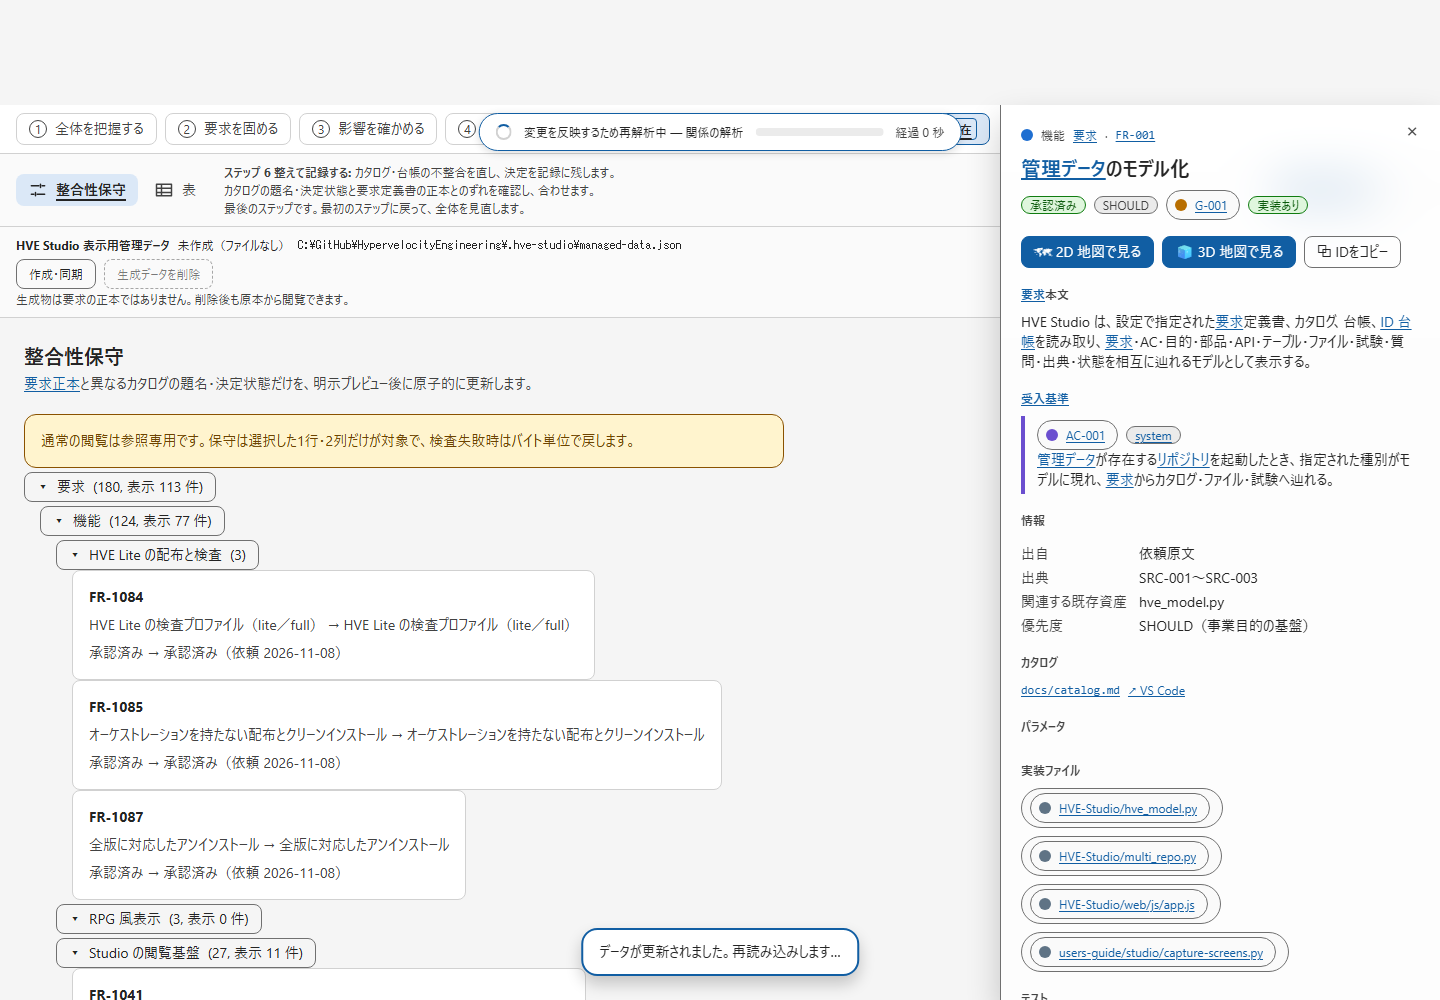 1 全体を把握する
2 要求を固める
3 影響を確かめる
4
変更を反映するため再解析中 — 関係の解析
経過 0 秒
在
整合性保守
表
ステップ 6 整えて記録する: カタログ・台帳の不整合を直し、決定を記録に残します。
カタログの題名・決定状態と要求定義書の正本とのずれを確認し、合わせます。
最後のステップです。最初のステップに戻って、全体を見直します。
HVE Studio 表示用管理データ 未作成（ファイルなし） C:¥GitHub¥HypervelocityEngineering¥.hve-studio¥managed-data.json
作成・同期
生成データを削除
生成物は要求の正本ではありません。削除後も原本から閲覧できます。
整合性保守
要求正本と異なるカタログの題名・決定状態だけを、明示プレビュー後に原子的に更新します。
通常の閲覧は参照専用です。保守は選択した1行・2列だけが対象で、検査失敗時はバイト単位で戻します。
▾ 要求 (180, 表示 113 件)
▾ 機能 (124, 表示 77 件)
▾ HVE Lite の配布と検査 (3)
FR-1084
HVE Lite の検査プロファイル（lite／full） → HVE Lite の検査プロファイル（lite／full）
承認済み → 承認済み（依頼 2026-11-08）
FR-1085
オーケストレーションを持たない配布とクリーンインストール → オーケストレーションを持たない配布とクリーンインストール
承認済み → 承認済み（依頼 2026-11-08）
FR-1087
全版に対応したアンインストール → 全版に対応したアンインストール
承認済み → 承認済み（依頼 2026-11-08）
▾ RPG 風表示 (3, 表示 0 件)
▾ Studio の閲覧基盤 (27, 表示 11 件)
FR-1041
データが更新されました。再読み込みします…
機能 要求 · FR-001
×
管理データのモデル化
承認済み SHOULD G-001 実装あり
2D 地図で見る
3D 地図で見る
IDをコピー
要求本文
HVE Studio は、設定で指定された要求定義書、カタログ、台帳、ID 台
帳を読み取り、要求・AC・目的・部品・API・テーブル・ファイル・試験・質
問・出典・状態を相互に辿れるモデルとして表示する。
受入基準
AC-001 system
管理データが存在するリポジトリを起動したとき、指定された種別がモ
デルに現れ、要求からカタログ・ファイル・試験へ辿れる。
情報
出自 依頼原文
出典 SRC-001～SRC-003
関連する既存資産 hve_model.py
優先度 SHOULD（事業目的の基盤）
カタログ
docs/catalog.md ↗ VS Code
パラメータ
実装ファイル
HVE-Studio/hve_model.py
HVE-Studio/multi_repo.py
HVE-Studio/web/js/app.js
users-guide/studio/capture-screens.py
テスト